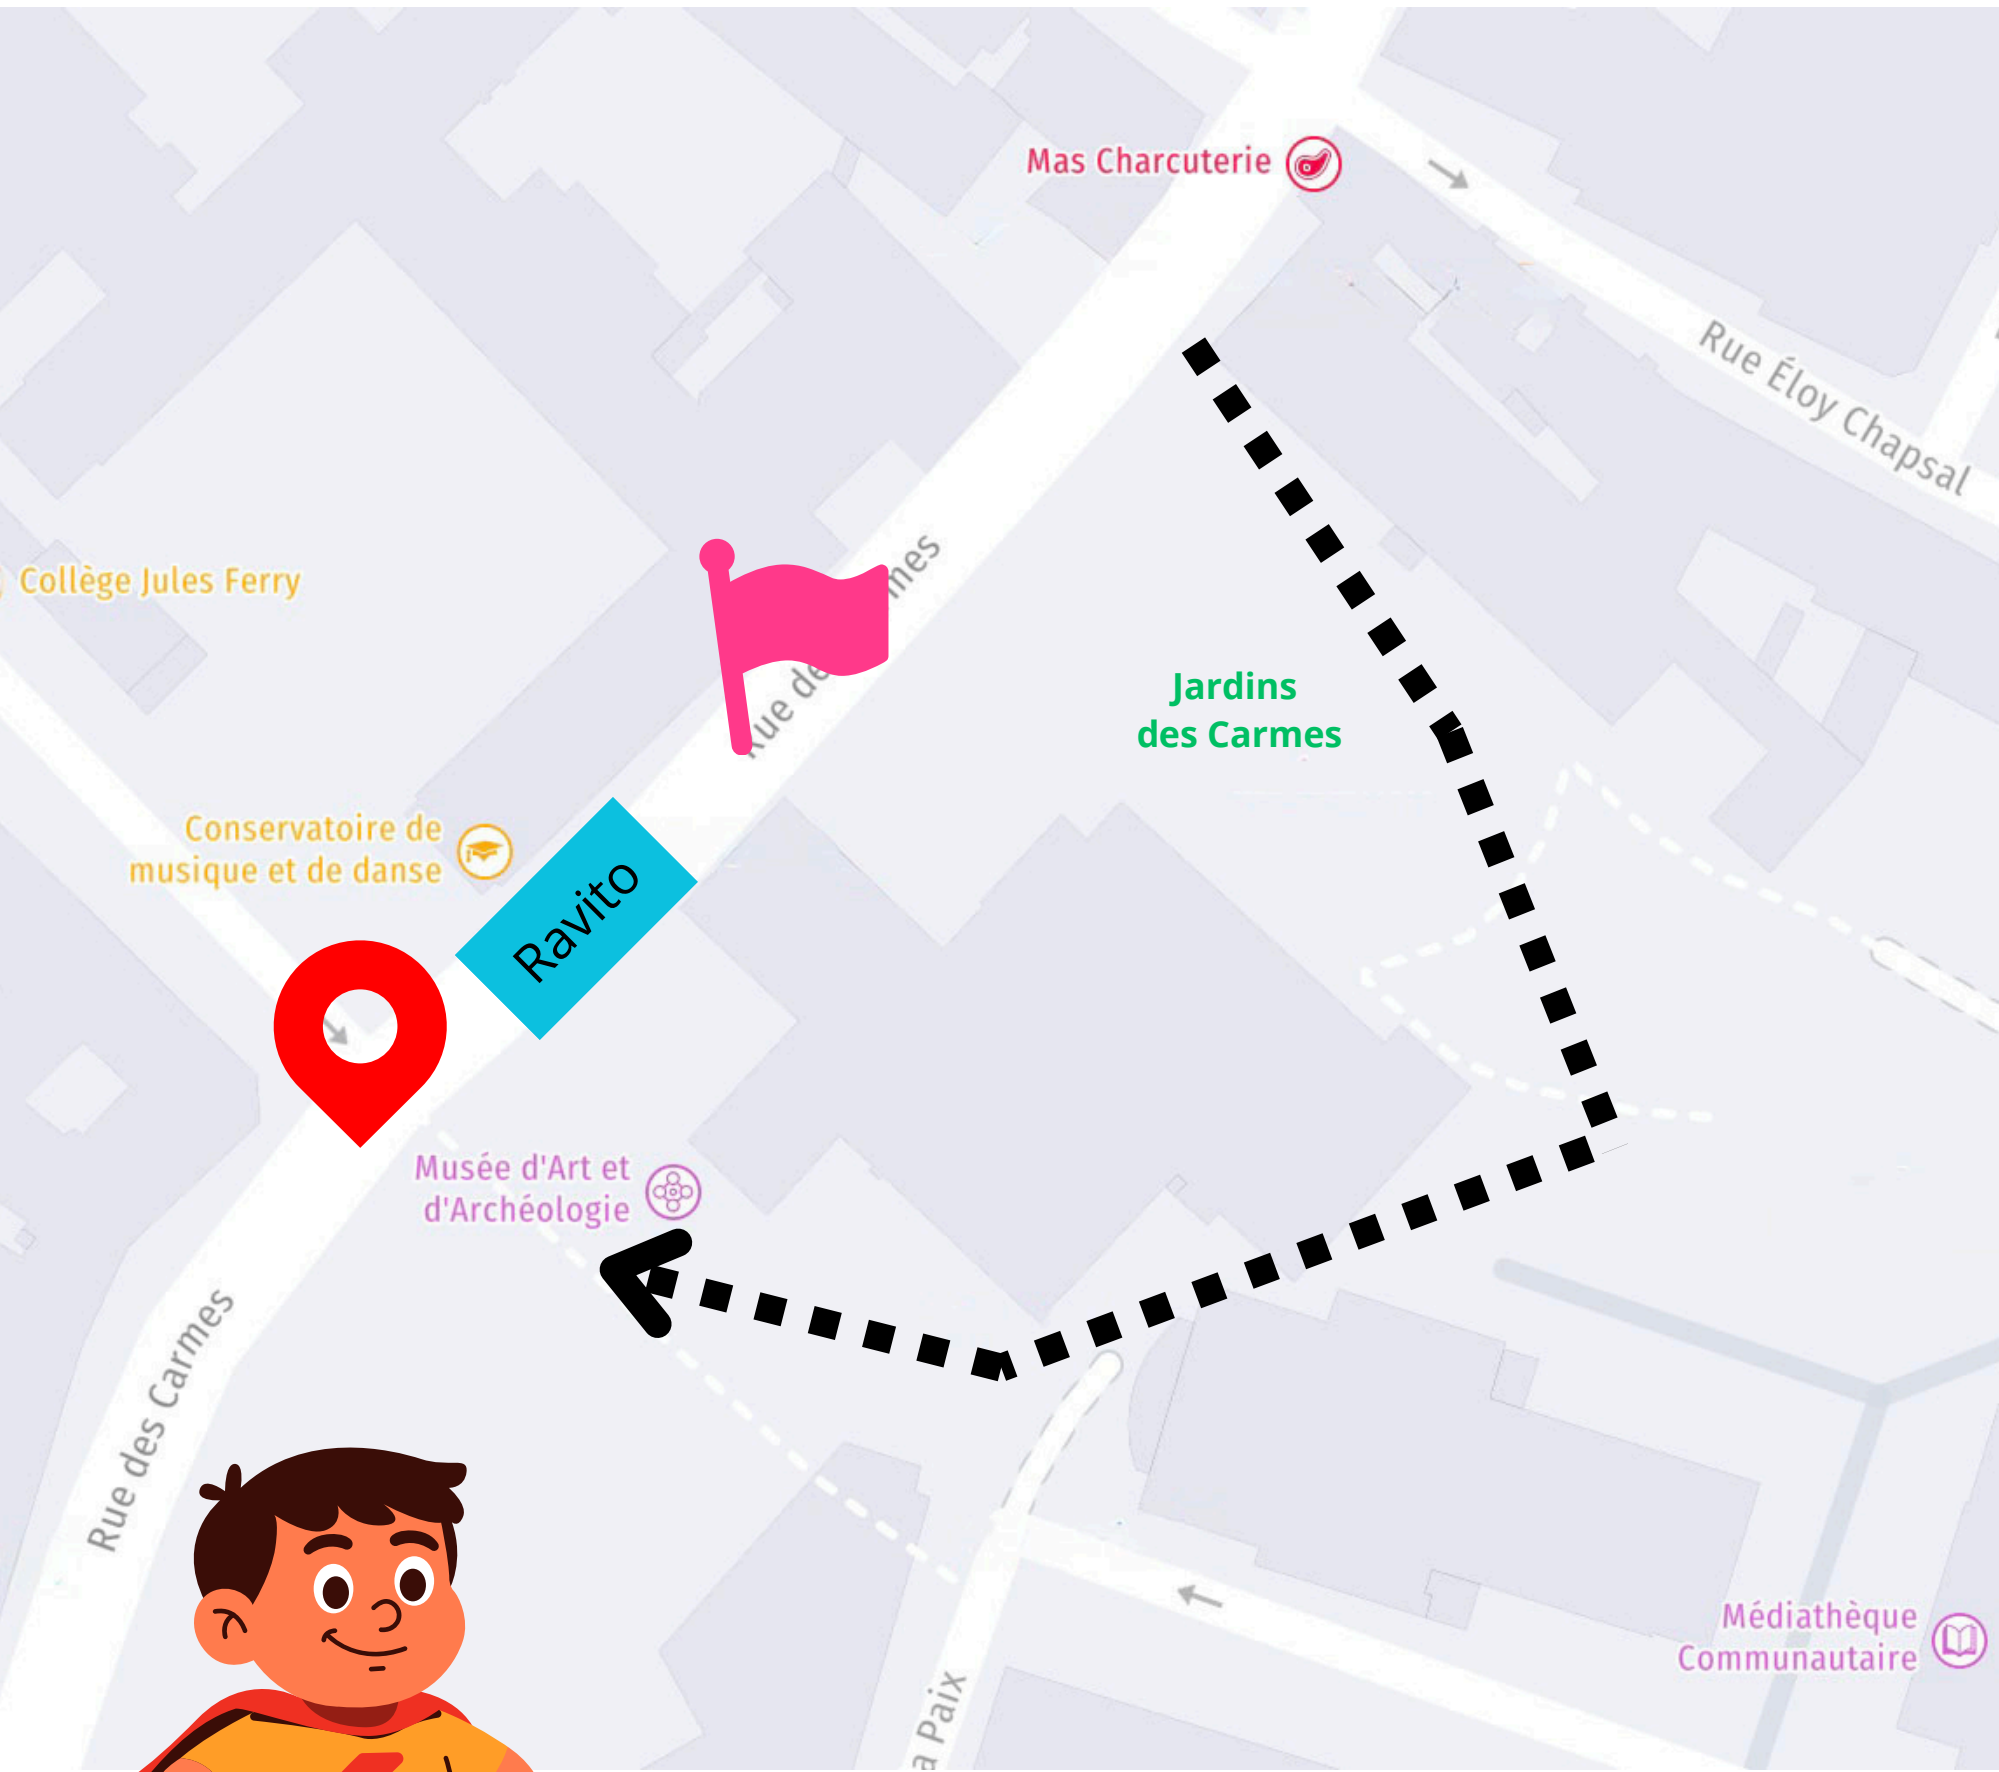 Mas Charcuterie
Rue Éloy Chapsal
Collège Jules Ferry
Rue des
mes
Jardins
des Carmes
Conservatoire de
musique et de danse
Ravito
Musée d'Art et
d'Archéologie
Rue des Carmes
Médiathèque
Communautaire
a Paix